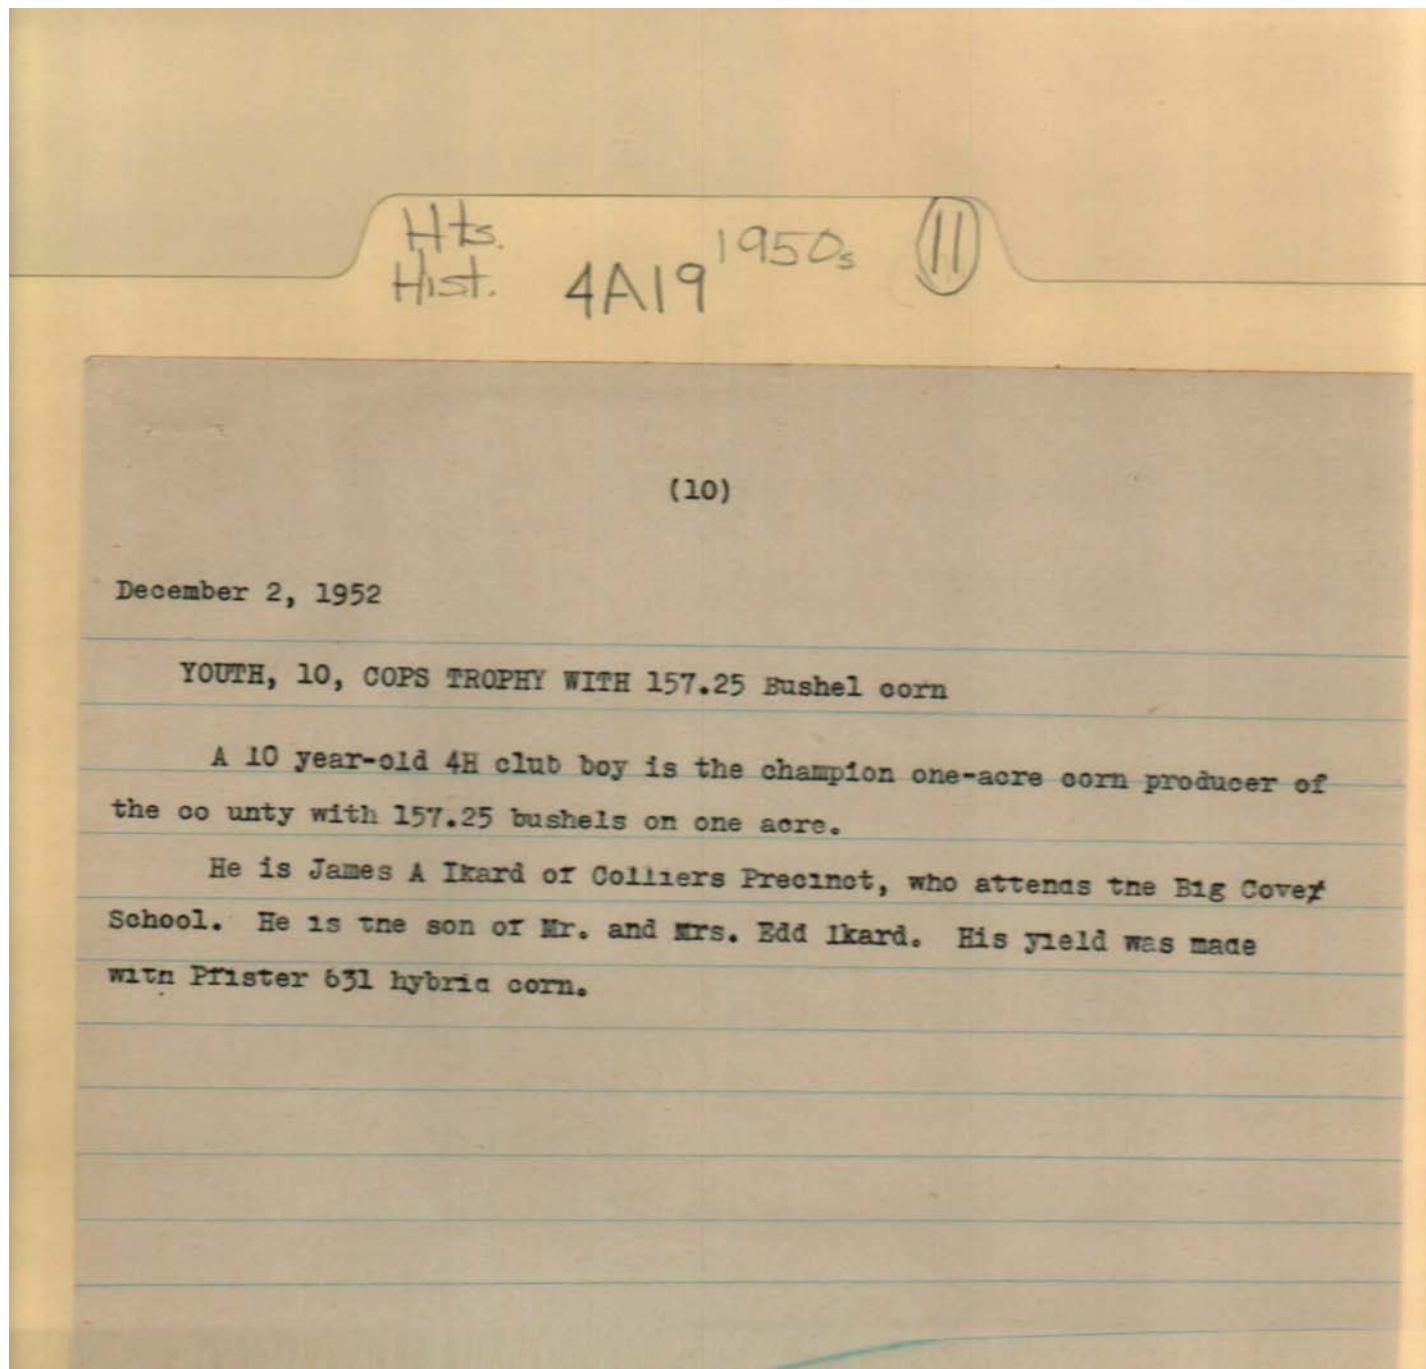 Hts.
Hist. 4A19 1950s 11
(10)
December 2, 1952
YOUTH, 10, COPS TROPHY WITH 157.25 Bushel corn
A 10 year-old 4H club boy is the champion one-acre corn producer of
the co unty with 157.25 bushels on one acre.
He is James A Ikard of Colliers Precinct, who attends the Big Cove
School. He is the son of Mr. and Mrs. Edd Ikard. His yield was made
with Pfister 631 hybrid corn.